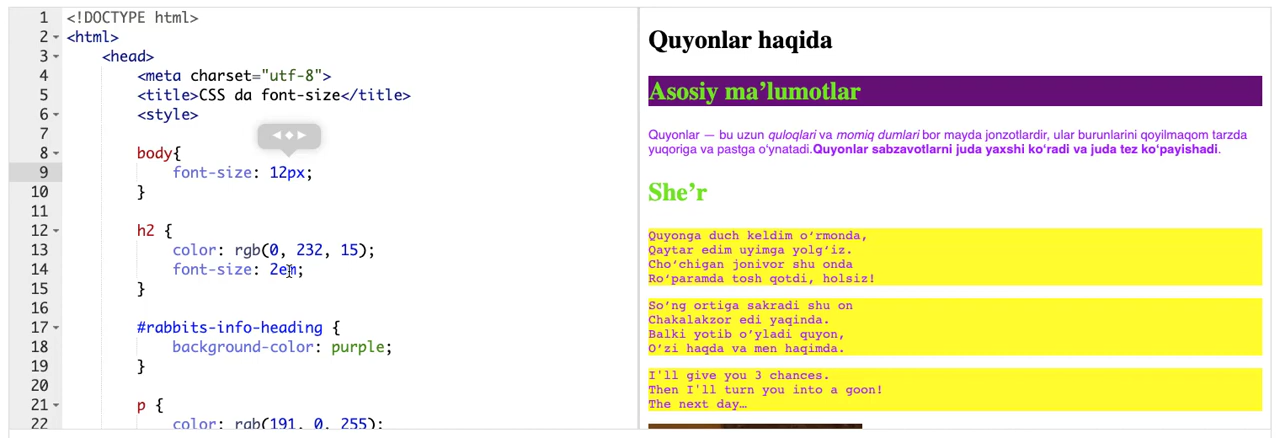 1 <!DOCTYPE html>
2 <html>
3 <head>
4 <meta charset="utf-8">
5 <title>CSS da font-size</title>
6 <style>
7
8 body{
9 font-size: 12px;
10 }
11
12 h2 {
13 color: rgb(0, 232, 15);
14 font-size: 2em;
15 }
16
17 #rabbits-info-heading {
18 background-color: purple;
19 }
20
21 p {
22 color: rgb(191, 0, 255);
Quyonlar haqida
Asosiy ma’lumotlar
Quyonlar — bu uzun quloqlari va momiq dumlari bor mayda jonzotlardir, ular burunlarini qoyilmaqom tarzda
yuqoriga va pastga o‘ynatadi.Quyonlar sabzavotlarni juda yaxshi ko‘radi va juda tez ko‘payishadi.
She’r
Quyonga duch keldim o‘rmonda,
Qaytar edim uyimga yolg‘iz.
Cho‘chigan jonivor shu onda
Ro‘paramda tosh qotdi, holsiz!
So’ng ortiga sakradi shu on
Chakalakzor edi yaqinda.
Balki yotib o’yladi quyon,
O’zi haqda va men haqimda.
I'll give you 3 chances.
Then I'll turn you into a goon!
The next day…